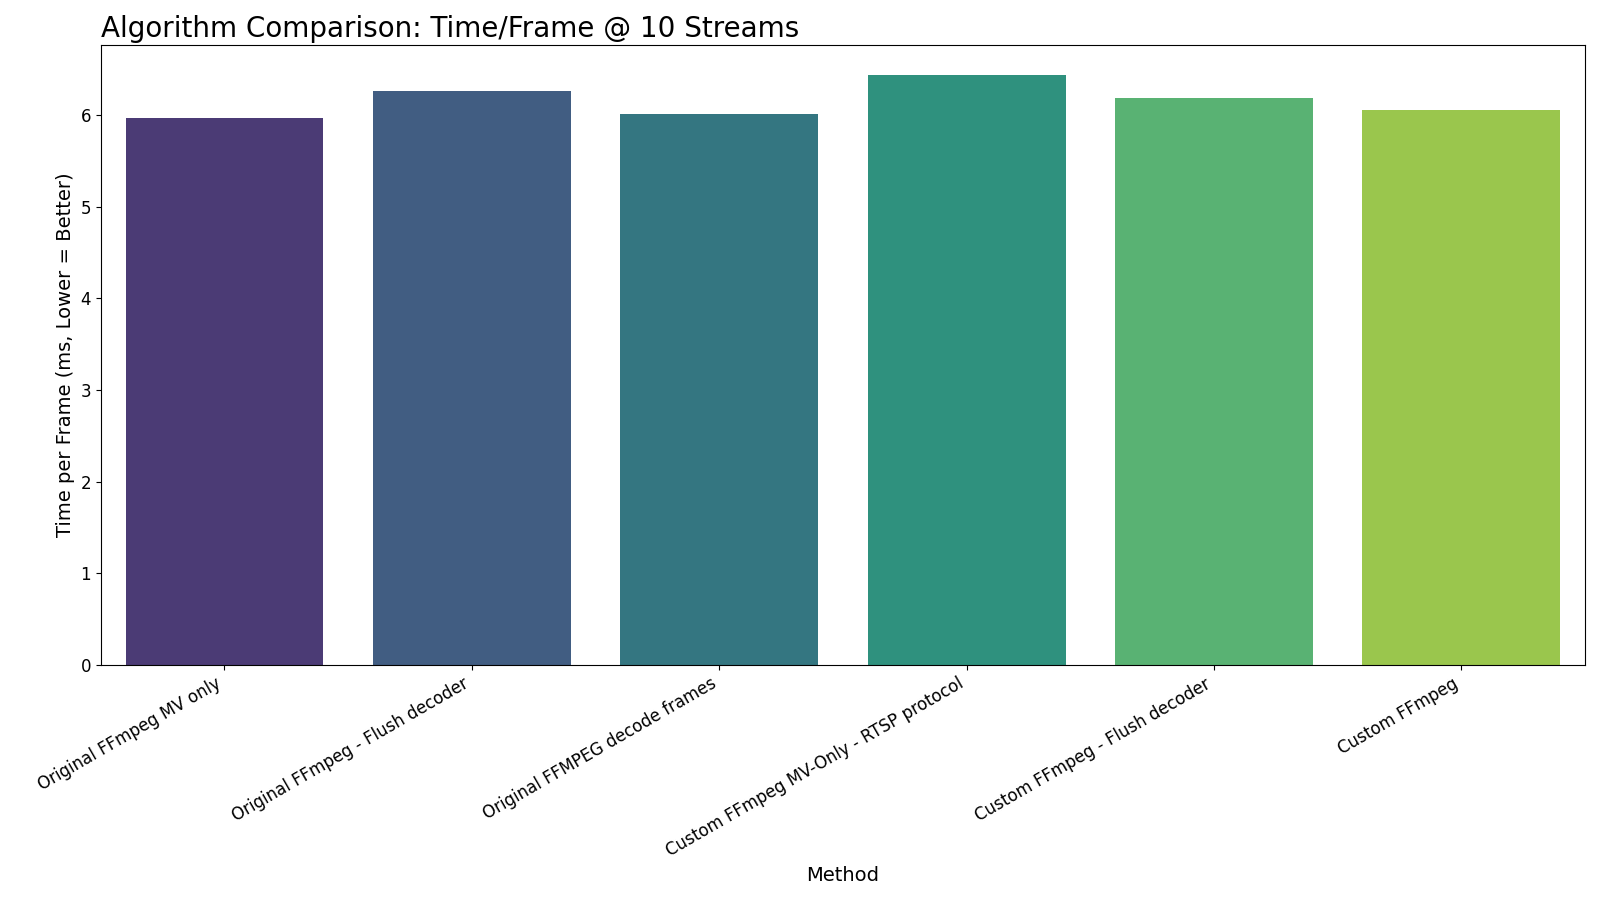 Algorithm Comparison: Time/Frame @ 10 Streams
Time per Frame (ms, Lower = Better)
6
5
4
3
2
1
0
Original FFmpeg MV only
Original FFmpeg - Flush decoder
Original FFMPEG decode frames
Custom FFmpeg MV-Only - RTSP protocol
Custom FFmpeg - Flush decoder
Custom FFmpeg
Method